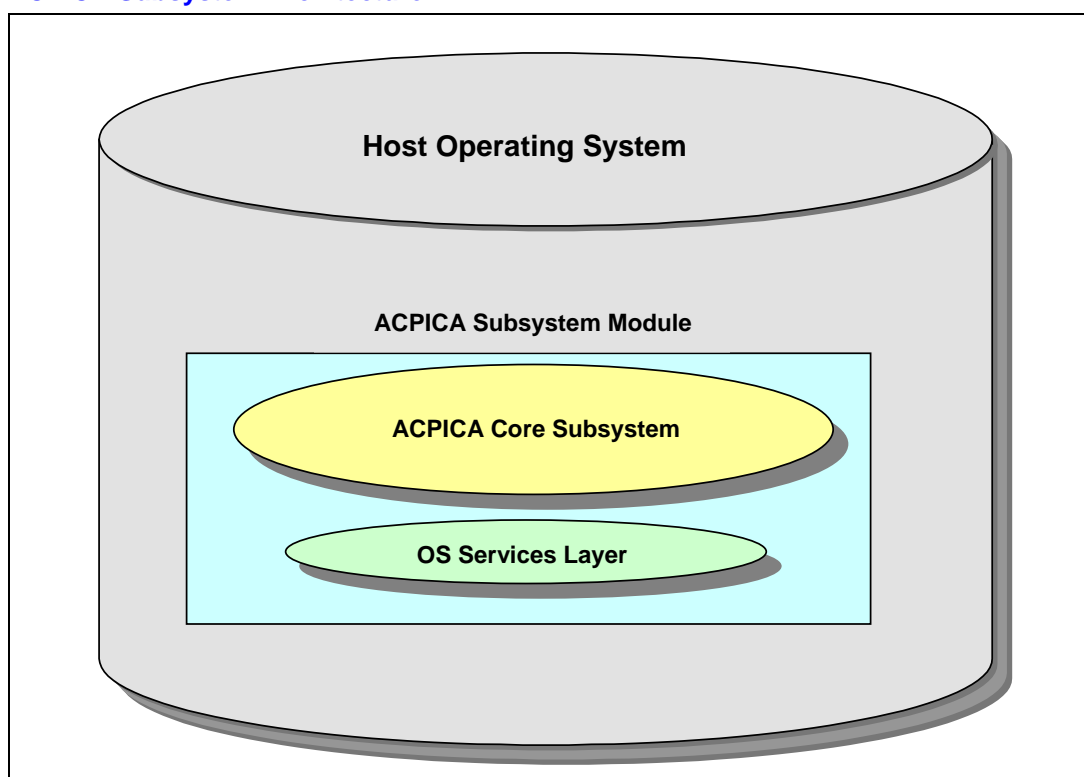 Host Operating System
ACPICA Subsystem Module
ACPICA Core Subsystem
OS Services Layer